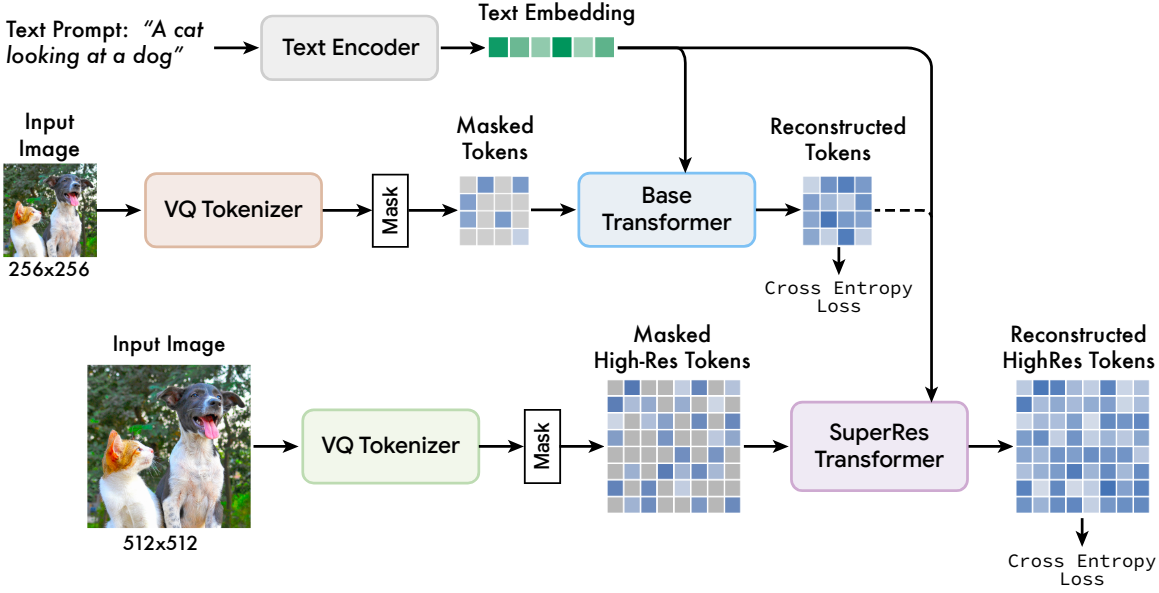 Text Prompt: “A cat
looking at a dog”
Text Encoder
Text Embedding
Input
Image
256x256
VQ Tokenizer
Mask
Masked
Tokens
Base
Transformer
Reconstructed
Tokens
Cross Entropy
Loss
Input Image
512x512
VQ Tokenizer
Mask
Masked
High-Res Tokens
SuperRes
Transformer
Reconstructed
HighRes Tokens
Cross Entropy
Loss